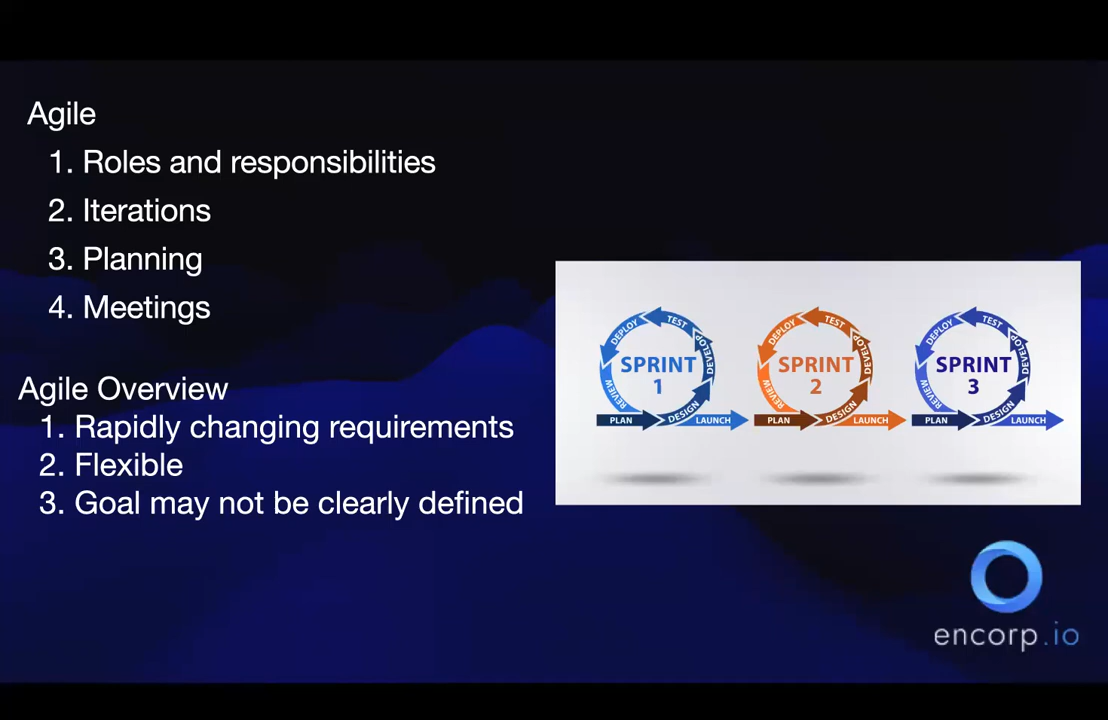 Agile
1. Roles and responsibilities
2. Iterations
3. Planning
4. Meetings
Agile Overview
1. Rapidly changing requirements
2. Flexible
3. Goal may not be clearly defined
SPRINT
1
PLAN
DESIGN
DEVELOP
TEST
DEPLOY
REVIEW
LAUNCH
SPRINT
2
PLAN
DESIGN
DEVELOP
TEST
DEPLOY
REVIEW
LAUNCH
SPRINT
3
PLAN
DESIGN
DEVELOP
TEST
DEPLOY
REVIEW
LAUNCH
encorp.io